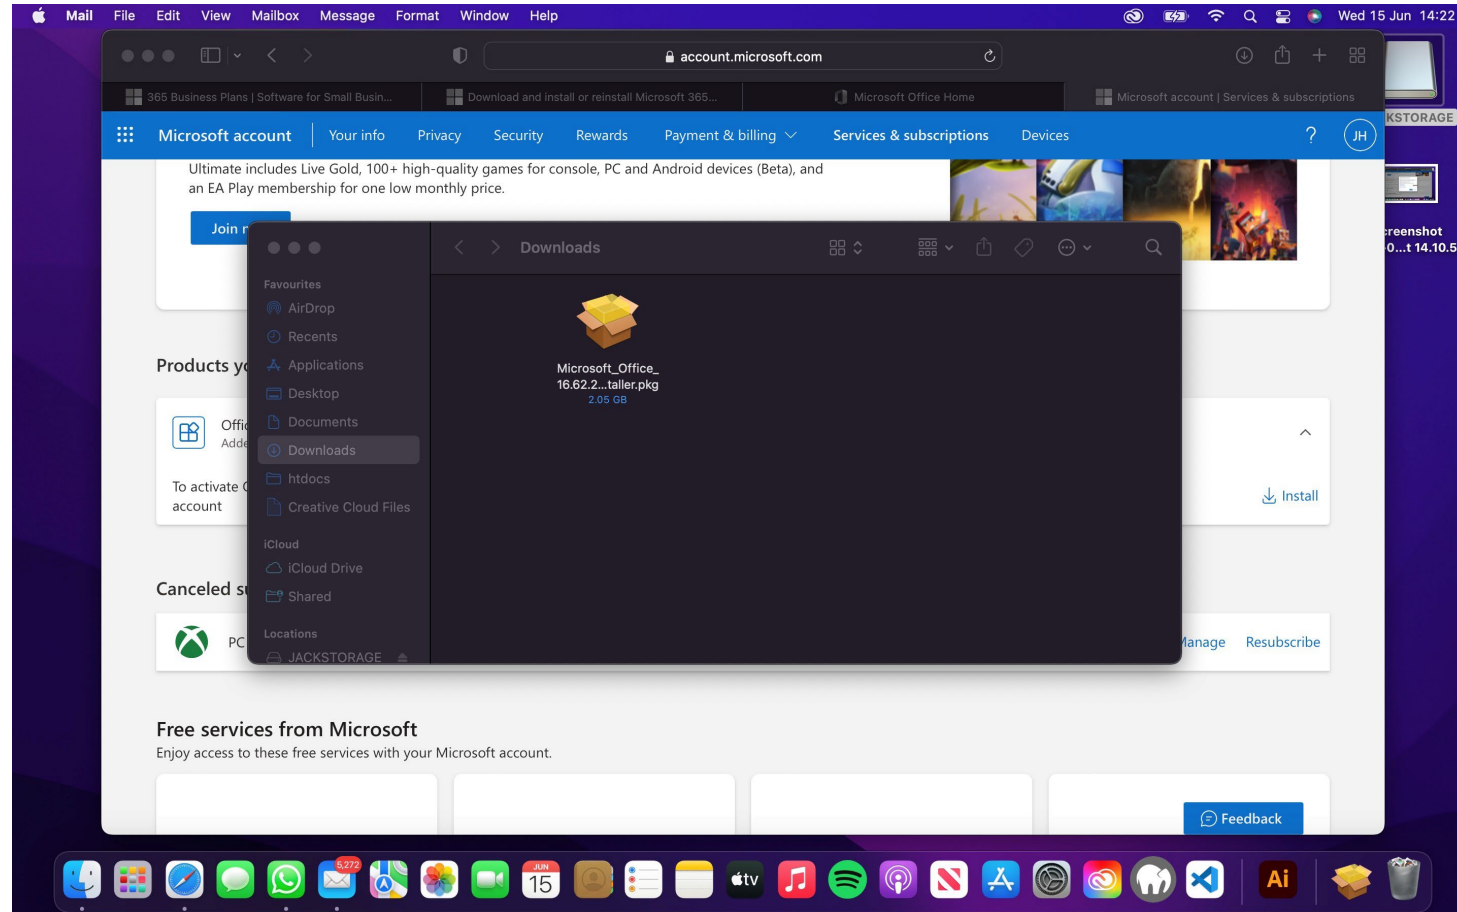 Mail File Edit View Mailbox Message Format Window Help Wed 15 Jun 14:22
account.microsoft.com
365 Business Plans | Software for Small Busin... Download and install or reinstall Microsoft 365... Microsoft Office Home Microsoft account | Services & subscriptions
Microsoft account Your info Privacy Security Rewards Payment & billing Services & subscriptions Devices ? JH
Ultimate includes Live Gold, 100+ high-quality games for console, PC and Android devices (Beta), and
an EA Play membership for one low monthly price.
Join
KSTORAGE
creenshot
-0...t 14.10.5
Downloads
Favourites
AirDrop
Recents
Applications
Desktop
Documents
Downloads
htdocs
Creative Cloud Files
iCloud
iCloud Drive
Shared
Locations
JACKSTORAGE
Microsoft_Office_
16.62.2...taller.pkg
2.05 GB
Products y
Offic
Adde
To activate
account
Install
Canceled s
PC
Manage Resubscribe
Free services from Microsoft
Enjoy access to these free services with your Microsoft account.
Feedback
5,272
JUN
15
tv
Ai